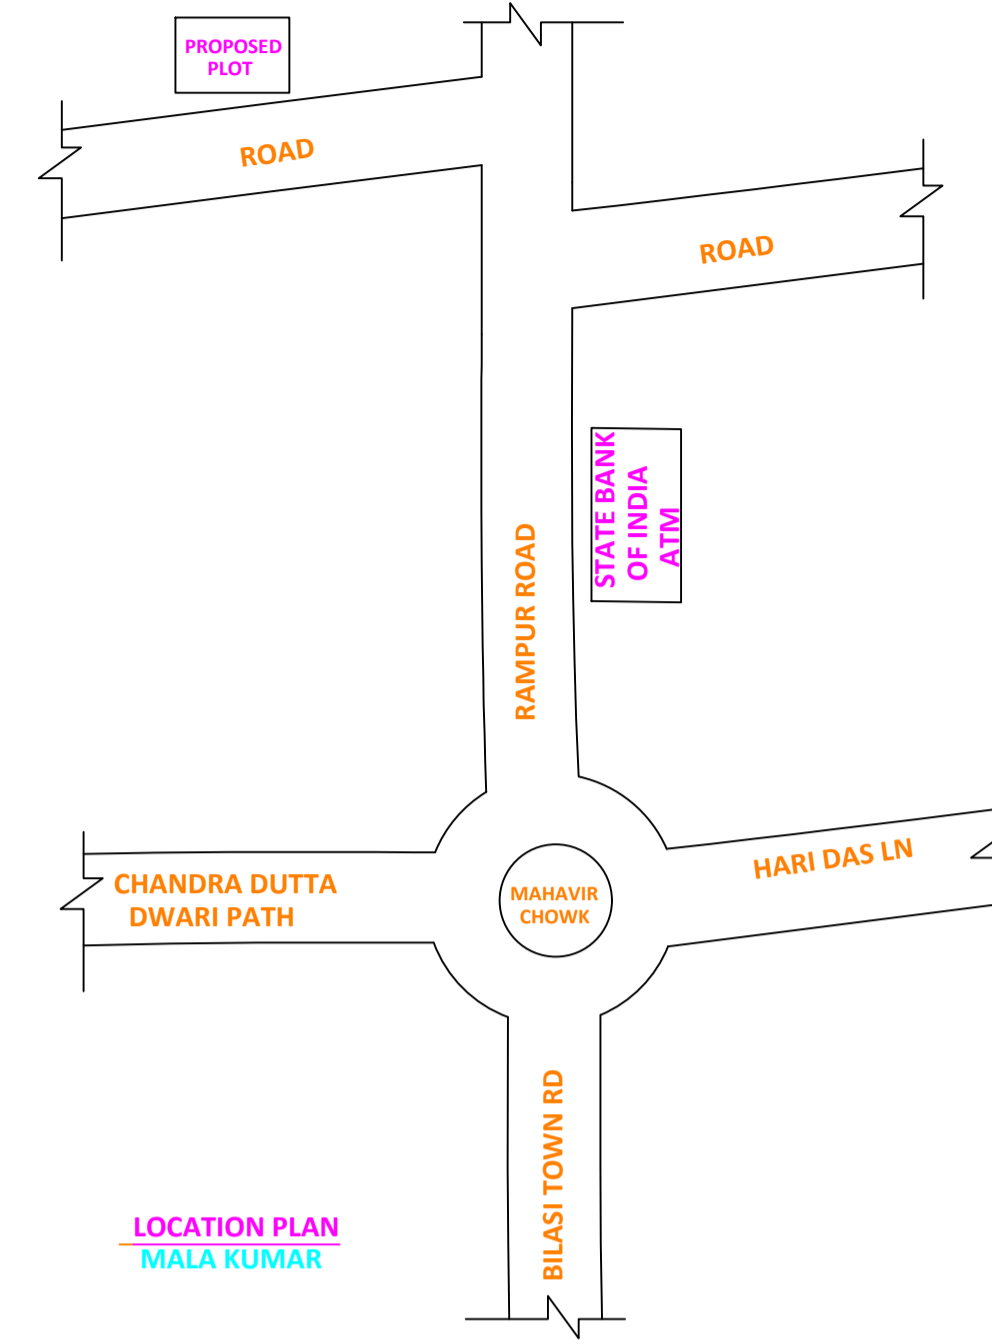 PROPOSED
PLOT
ROAD
ROAD
STATE BANK
OF INDIA
ATM
RAMPUR ROAD
HARI DAS LN
CHANDRA DUTTA
DWARI PATH
MAHAVIR
CHOWK
BILASI TOWN RD
LOCATION PLAN
MALA KUMAR